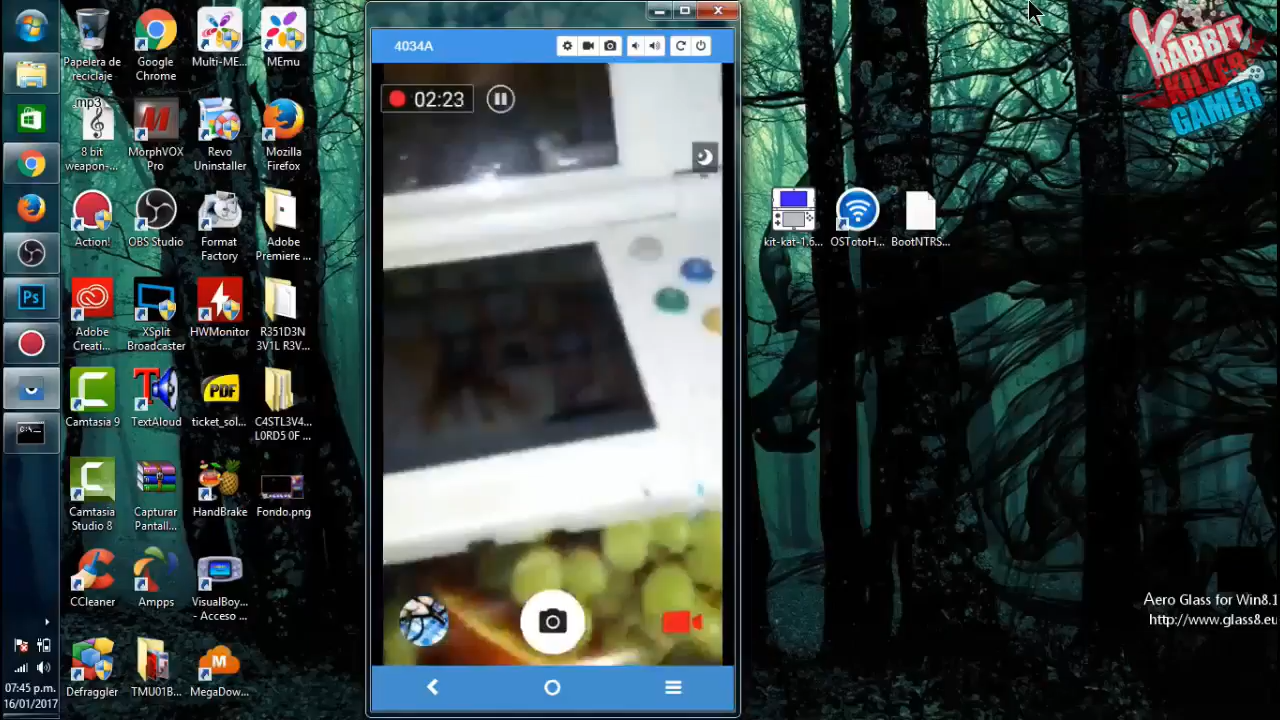 4034A
02:23
Papelera de
reciclaje
Google
Chrome
Multi-ME...
MEmu
.mp3
8 bit
weapon-...
MorphVOX
Pro
Revo
Uninstaller
Mozilla
Firefox
Action!
OBS Studio
Format
Factory
Adobe
Premiere ...
Adobe
Creati...
XSplit
Broadcaster
HWMonitor
R351D3N
3V1L R3V...
Camtasia 9
TextAloud
PDF
ticket_sol...
C4STL3V4...
L0RD5 0F ...
Camtasia
Studio 8
Capturar
Pantall...
HandBrake
Fondo.png
CCleaner
Ampps
VisualBoy...
- Acceso ...
Defraggler
TMU01B...
MegaDow...
kit-kat-1.6...
OSTotoH...
BootNTRS...
RABBIT
KILLER
GAMER
Aero Glass for Win8.1
http://www.glass8.eu
Ps
C:\_
07:45 p.m.
16/01/2017